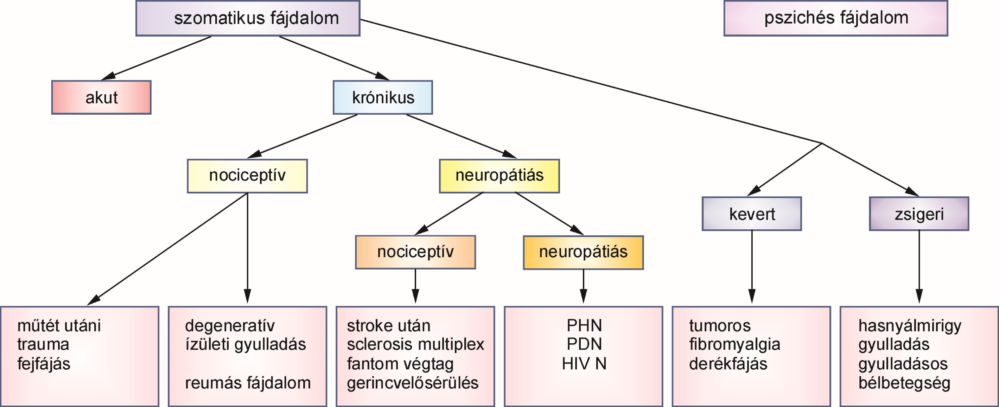 szomatikus fájdalom
pszichés fájdalom
akut
krónikus
nociceptív
neuropátiás
kevert
zsigeri
nociceptív
neuropátiás
műtét utáni
trauma
fejfájás
degeneratív
ízületi gyulladás
reumás fájdalom
stroke után
sclerosis multiplex
fantom végtag
gerincvelősérülés
PHN
PDN
HIV N
tumoros
fibromyalgia
derékfájás
hasnyálmirigy
gyulladás
gyulladásos
bélbetegség